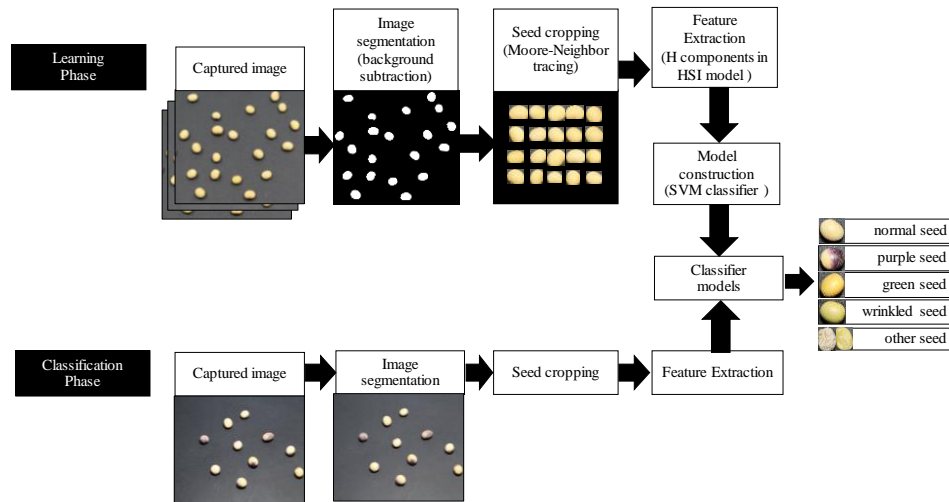 Learning
Phase
Captured image
Image
segmentation
(background
subtraction)
Seed cropping
(Moore-Neighbor
tracing)
Feature
Extraction
(H components in
HSI model )
Model
construction
(SVM classifier )
Classifier
models
normal seed
purple seed
green seed
wrinkled seed
other seed
Classification
Phase
Captured image
Image
segmentation
Seed cropping
Feature Extraction